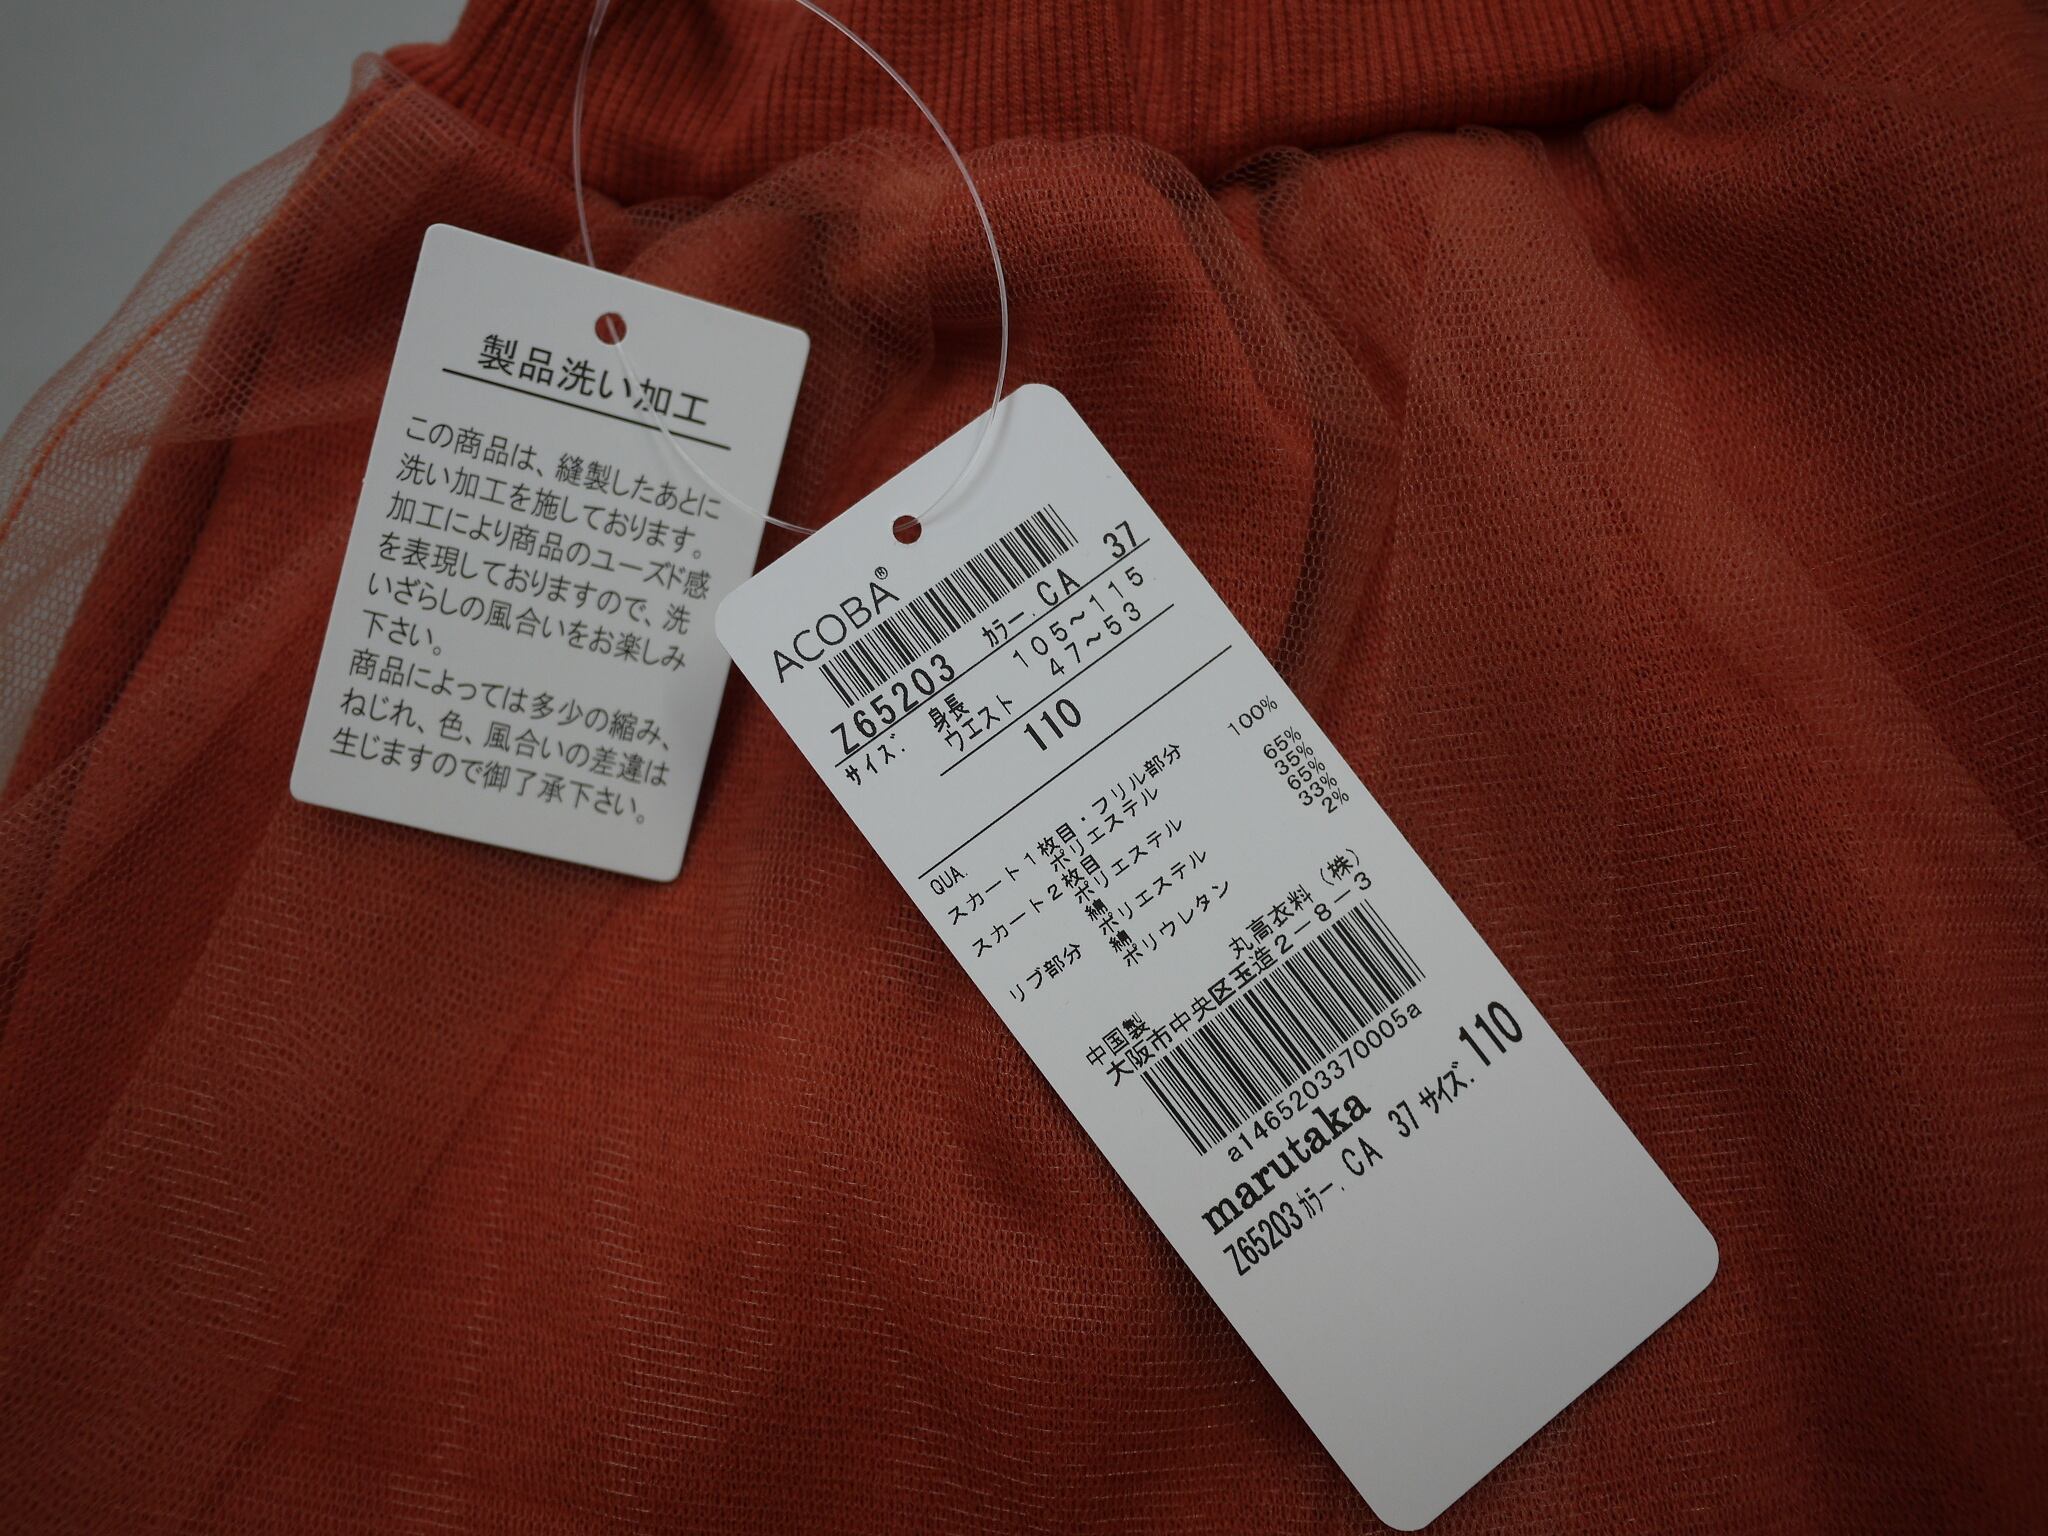 製品洗い加工
この商品は、縫製したあとに
洗い加工を施しております。
加工により商品のユーズド感
を表現しておりますので、洗
いざらしの風合いをお楽しみ
下さい。
商品によっては多少の縮み、
ねじれ、色、風合いの差違は
生じますので御了承下さい。
ACOBA®
Z65203 カラー. CA 37
サイズ. 身長 105~115
ウエスト 47~53
110
QUA.
スカート1枚目・フリル部分
ポリエステル 100%
スカート2枚目
ポリエステル 65%
綿 35%
リブ部分 ポリエステル 65%
綿 33%
ポリウレタン 2%
中国製 丸高衣料(株)
大阪市中央区玉造2-8-3
a1465203370005a
marutaka
Z65203 カラー. CA 37 サイズ. 110